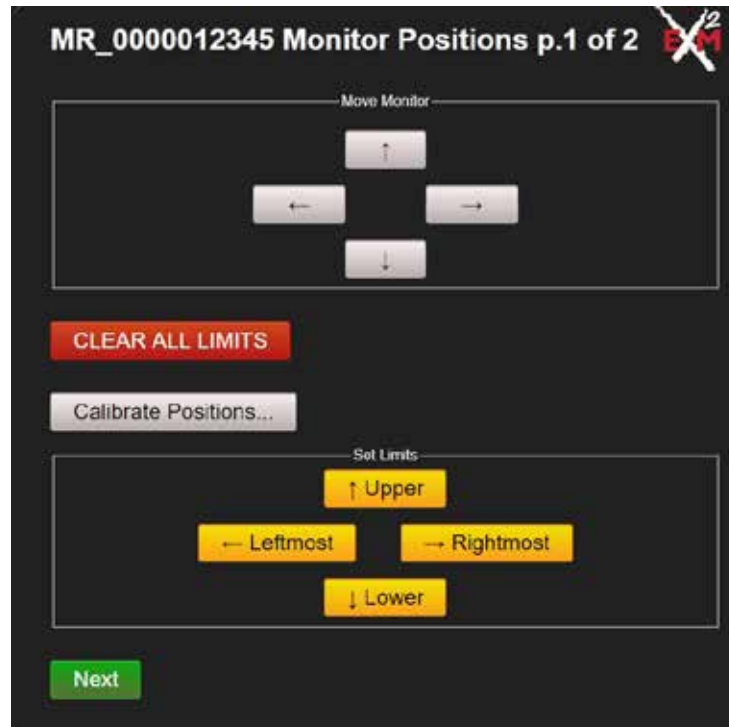 MR_0000012345 Monitor Positions p.1 of 2
EXM2
Move Monitor
↑
← →
↓
CLEAR ALL LIMITS
Calibrate Positions...
Set Limits
↑ Upper
← Leftmost → Rightmost
↓ Lower
Next